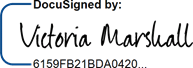 DocuSigned by:
Victoria Marshall
6159FB21BDA0420...